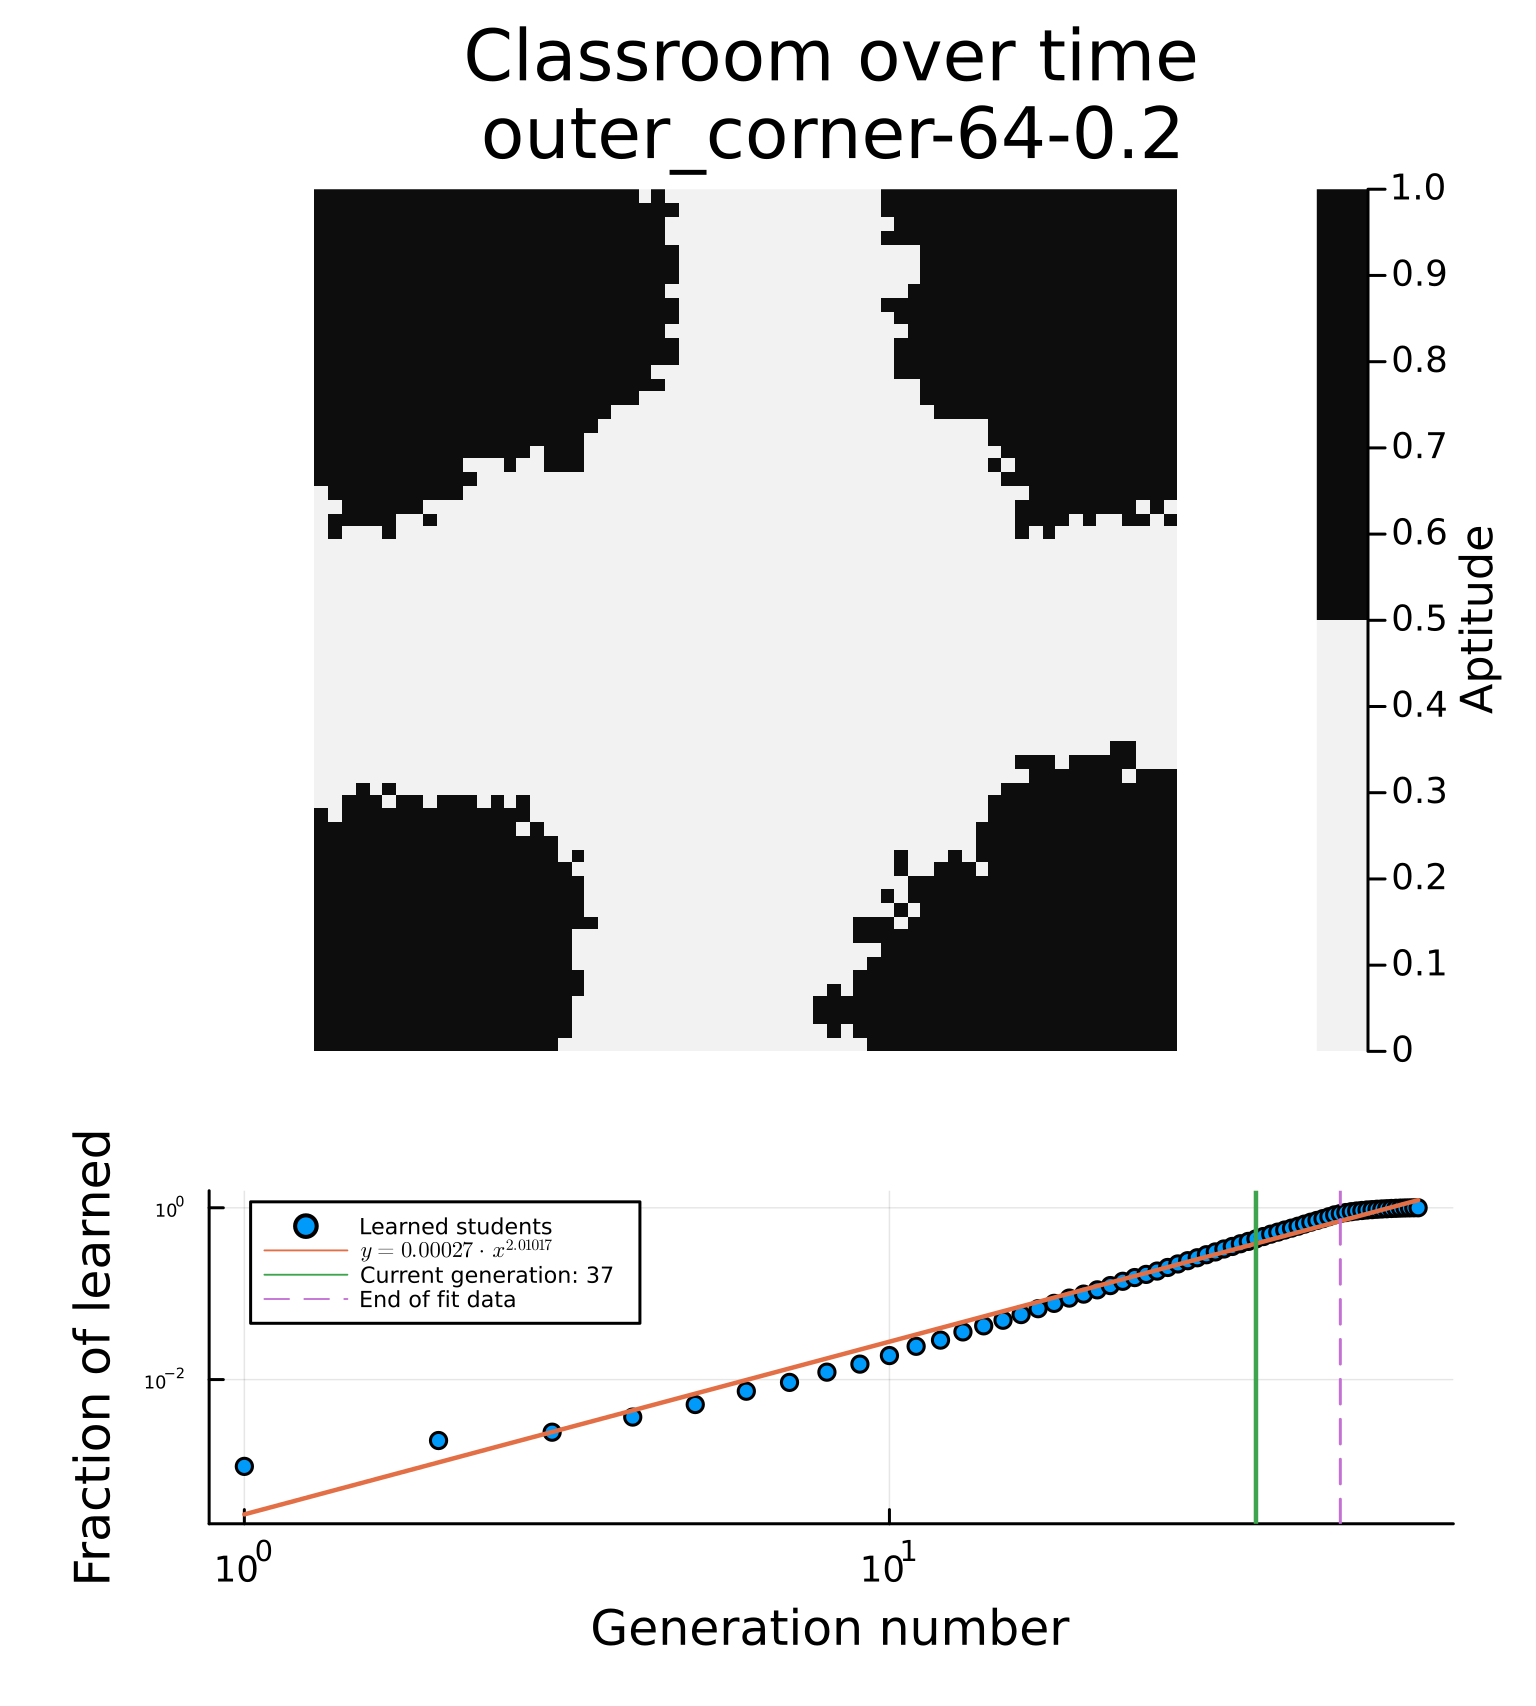 Classroom over time
outer_corner-64-0.2
1.0
0.9
0.8
0.7
0.6
0.5
0.4
0.3
0.2
0.1
0
Aptitude
Fraction of learned
10⁰
10⁻²
Learned students
y = 0.00027 · x^2.01017
Current generation: 37
End of fit data
10⁰
10¹
Generation number